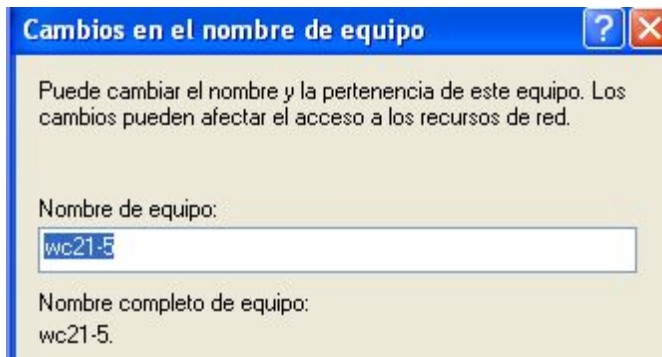 Cambios en el nombre de equipo
Puede cambiar el nombre y la pertenencia de este equipo. Los
cambios pueden afectar el acceso a los recursos de red.
Nombre de equipo:
wc21-5
Nombre completo de equipo:
wc21-5.